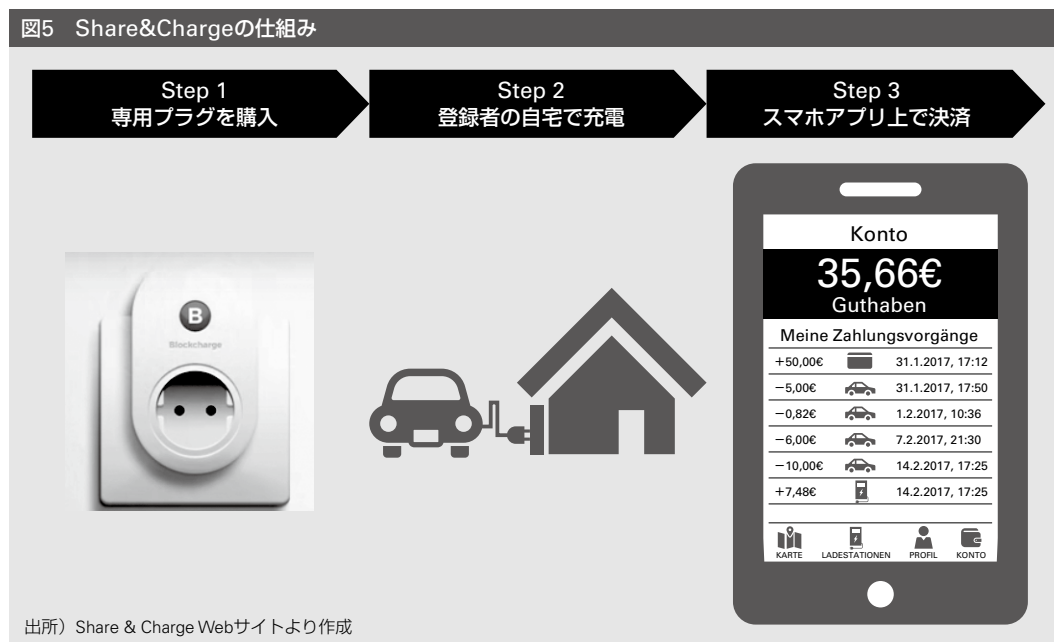 図5 Share&Chargeの仕組み
Step 1
専用プラグを購入
Step 2
登録者の自宅で充電
Step 3
スマホアプリ上で決済
B
Blockcharge
Konto
35,66€
Guthaben
Meine Zahlungsvorgänge
+50,00€ 31.1.2017, 17:12
−5,00€ 31.1.2017, 17:50
−0,82€ 1.2.2017, 10:36
−6,00€ 7.2.2017, 21:30
−10,00€ 14.2.2017, 17:25
+7,48€ 14.2.2017, 17:25
KARTE LADESTATIONEN PROFIL KONTO
出所）Share & Charge Webサイトより作成